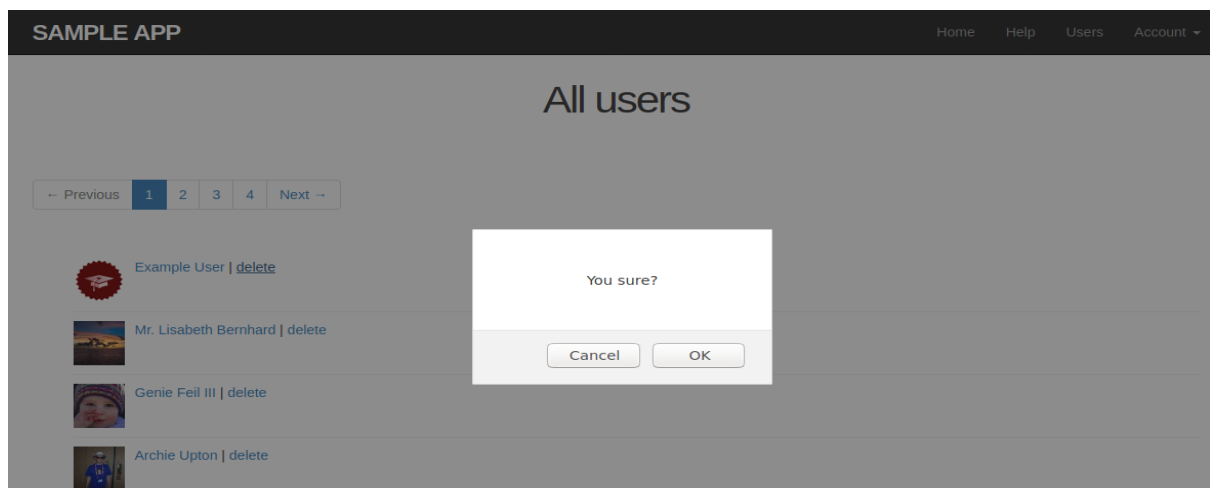 SAMPLE APP Home Help Users Account
All users
← Previous 1 2 3 4 Next →
Example User | delete
You sure?
Mr. Lisabeth Bernhard | delete
Cancel OK
Genie Feil III | delete
Archie Upton | delete